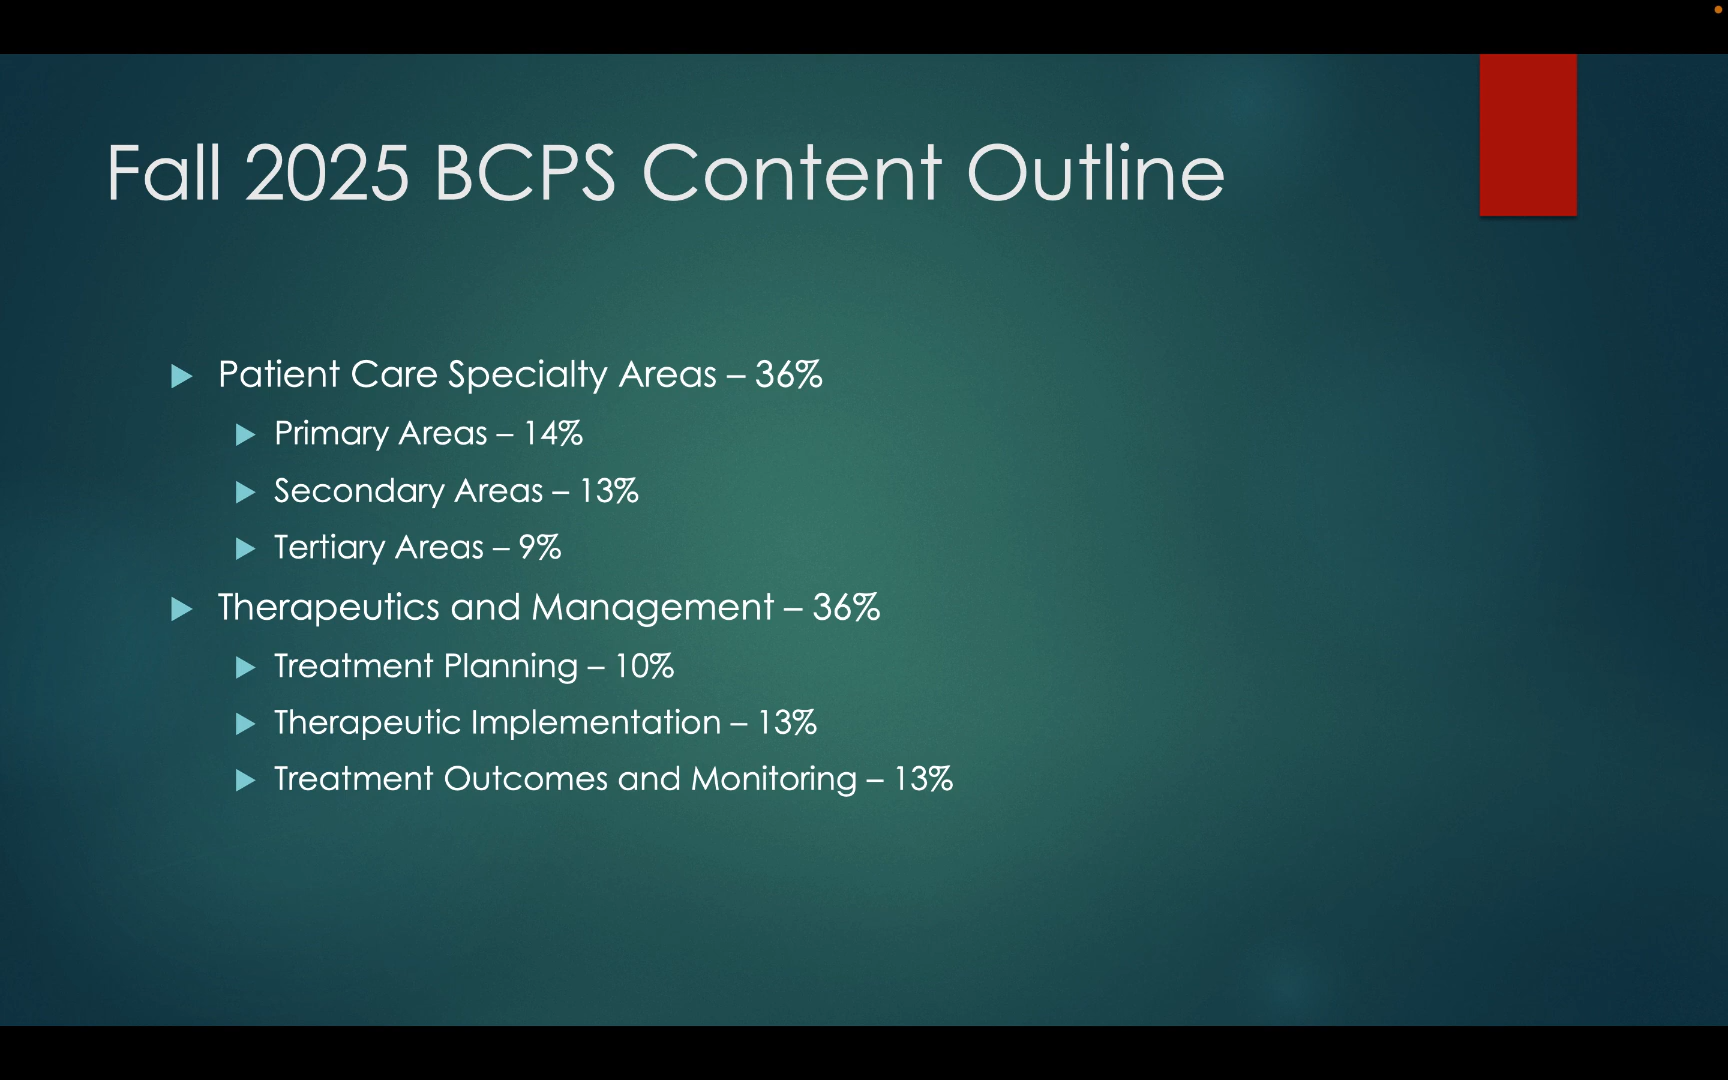 Fall 2025 BCPS Content Outline
Patient Care Specialty Areas – 36%
Primary Areas – 14%
Secondary Areas – 13%
Tertiary Areas – 9%
Therapeutics and Management – 36%
Treatment Planning – 10%
Therapeutic Implementation – 13%
Treatment Outcomes and Monitoring – 13%